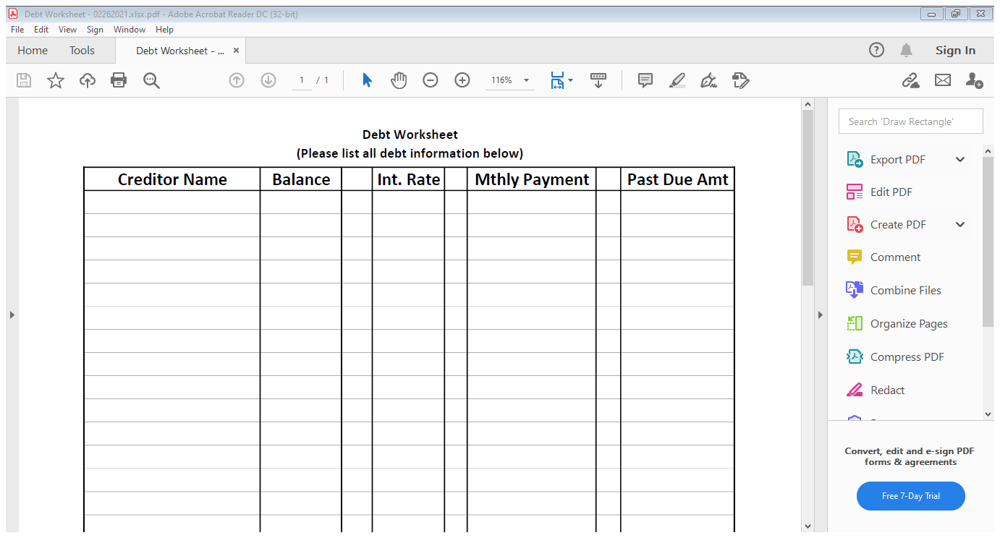 Debt Worksheet - 02262021.xlsx.pdf - Adobe Acrobat Reader DC (32-bit)
File Edit View Sign Window Help
Home Tools Debt Worksheet - ... × Sign In
1 / 1 116%
Debt Worksheet
(Please list all debt information below)
Creditor Name Balance Int. Rate Mthly Payment Past Due Amt
Search 'Draw Rectangle'
Export PDF
Edit PDF
Create PDF
Comment
Combine Files
Organize Pages
Compress PDF
Redact
Convert, edit and e-sign PDF
forms & agreements
Free 7-Day Trial